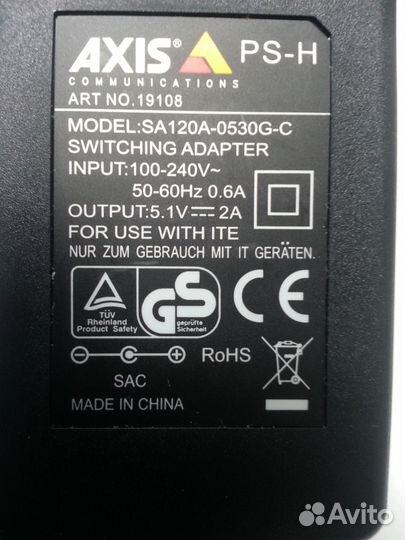 AXIS® PS-H
COMMUNICATIONS
ART NO.19108
MODEL:SA120A-0530G-C
SWITCHING ADAPTER
INPUT:100-240V~
50-60Hz 0.6A
OUTPUT:5.1V⎓2A
FOR USE WITH ITE
NUR ZUM GEBRAUCH MIT IT GERÄTEN.
TÜV
Rheinland
Product Safety
GS
geprüfte
Sicherheit
CE
RoHS
SAC
MADE IN CHINA
Avito